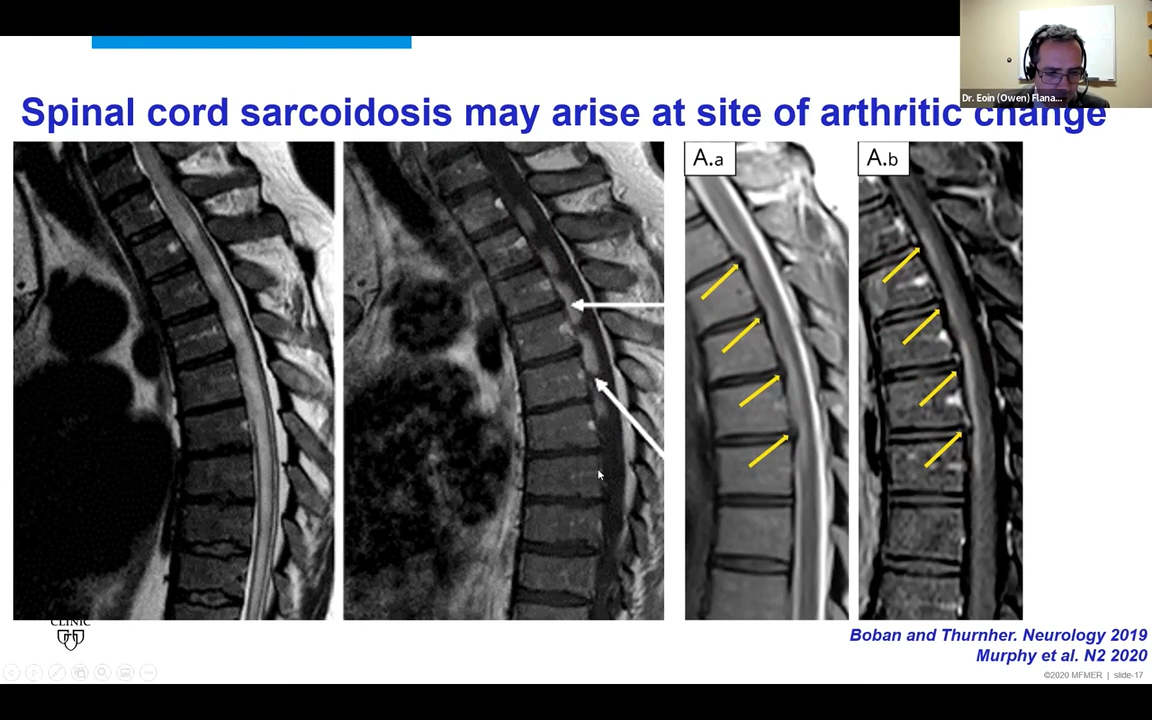 Dr. Eoin (Owen) Flana...
Spinal cord sarcoidosis may arise at site of arthritic change
A.a
A.b
CLINIC
Boban and Thurnher. Neurology 2019
Murphy et al. N2 2020
©2020 MFMER | slide-17